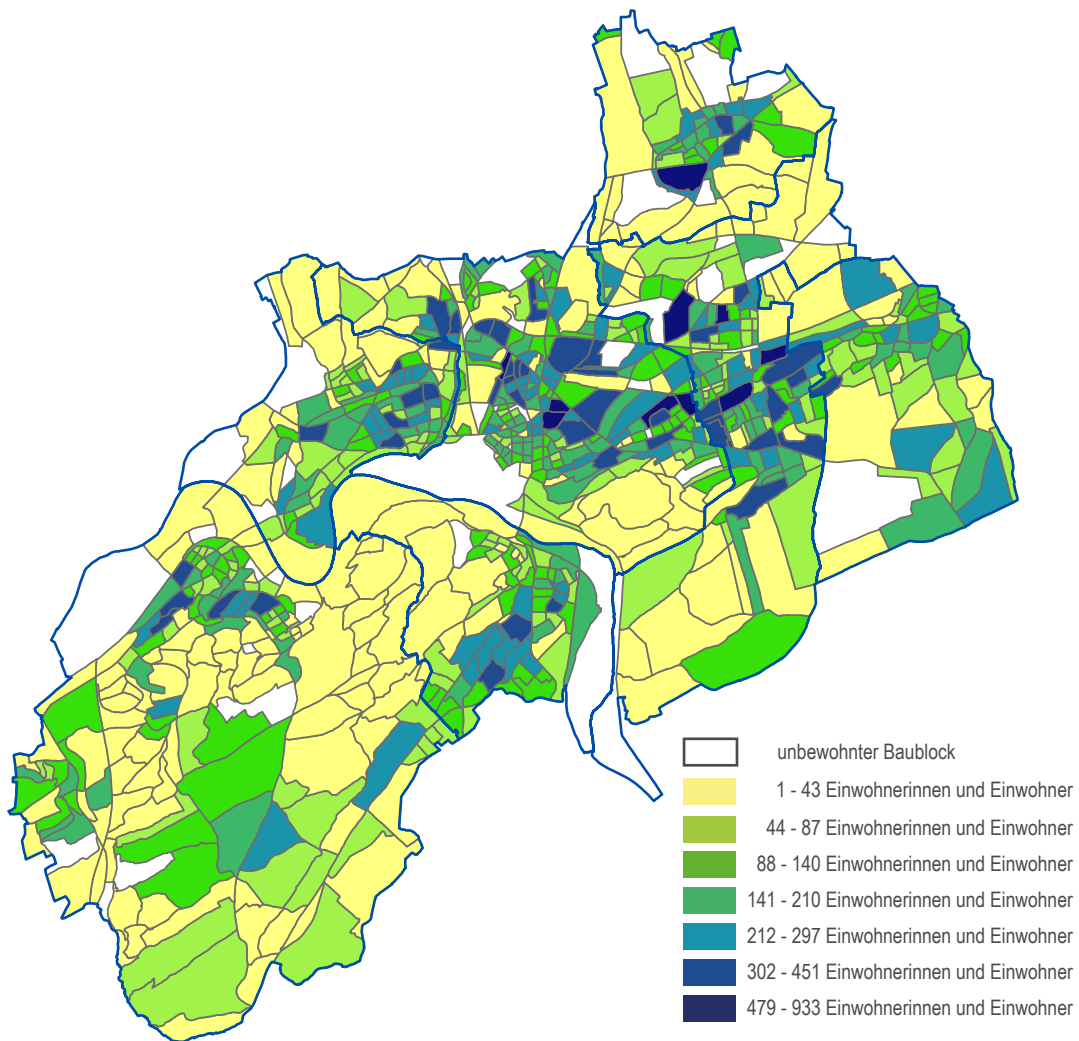 unbewohnter Baublock
1 - 43 Einwohnerinnen und Einwohner
44 - 87 Einwohnerinnen und Einwohner
88 - 140 Einwohnerinnen und Einwohner
141 - 210 Einwohnerinnen und Einwohner
212 - 297 Einwohnerinnen und Einwohner
302 - 451 Einwohnerinnen und Einwohner
479 - 933 Einwohnerinnen und Einwohner